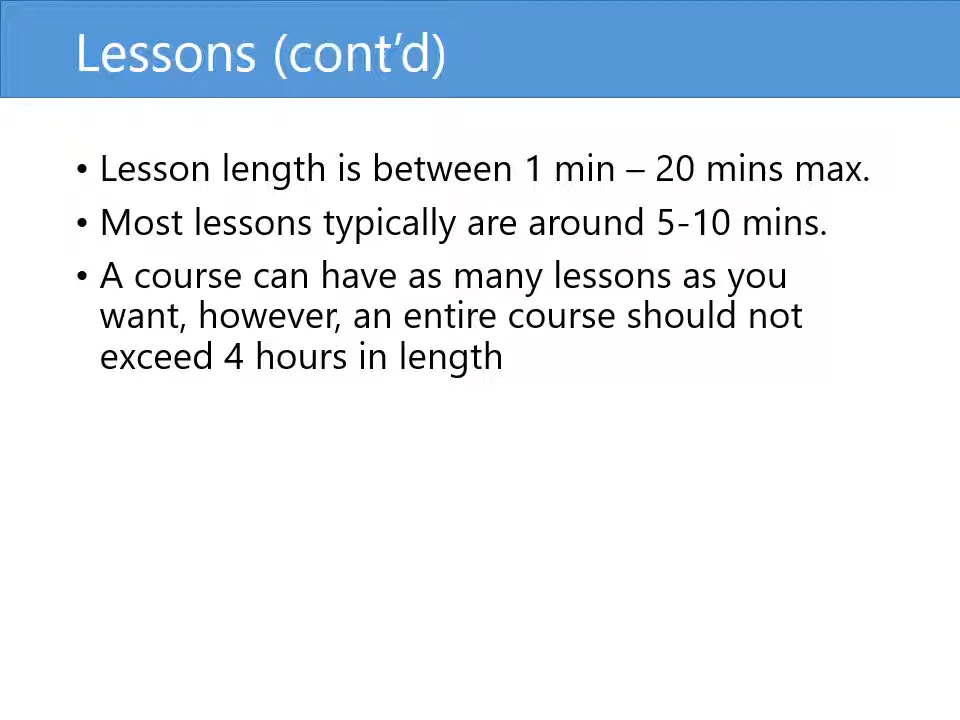 Lessons (cont’d)
• Lesson length is between 1 min – 20 mins max.
• Most lessons typically are around 5-10 mins.
• A course can have as many lessons as you
want, however, an entire course should not
exceed 4 hours in length